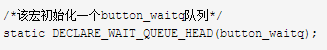 /*该宏初始化一个button_waitq队列*/
static DECLARE_WAIT_QUEUE_HEAD(button_waitq);